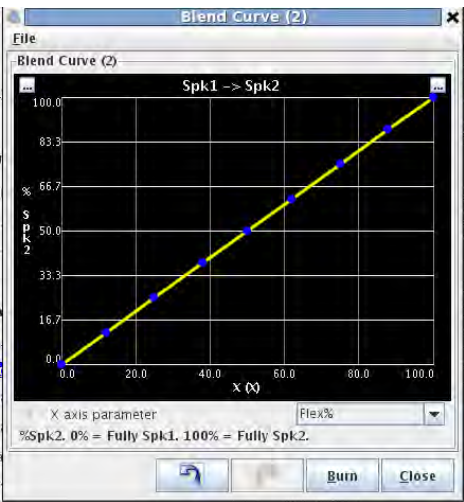 Blend Curve (2)
File
Blend Curve (2)
... Spk1 -> Spk2 ...
100.0
83.3
66.7
50.0
33.3
16.7
0.0
% Spk2
0.0 20.0 40.0 60.0 80.0 100.0
X (X)
X axis parameter Flex%
%Spk2. 0% = Fully Spk1. 100% = Fully Spk2.
Burn Close